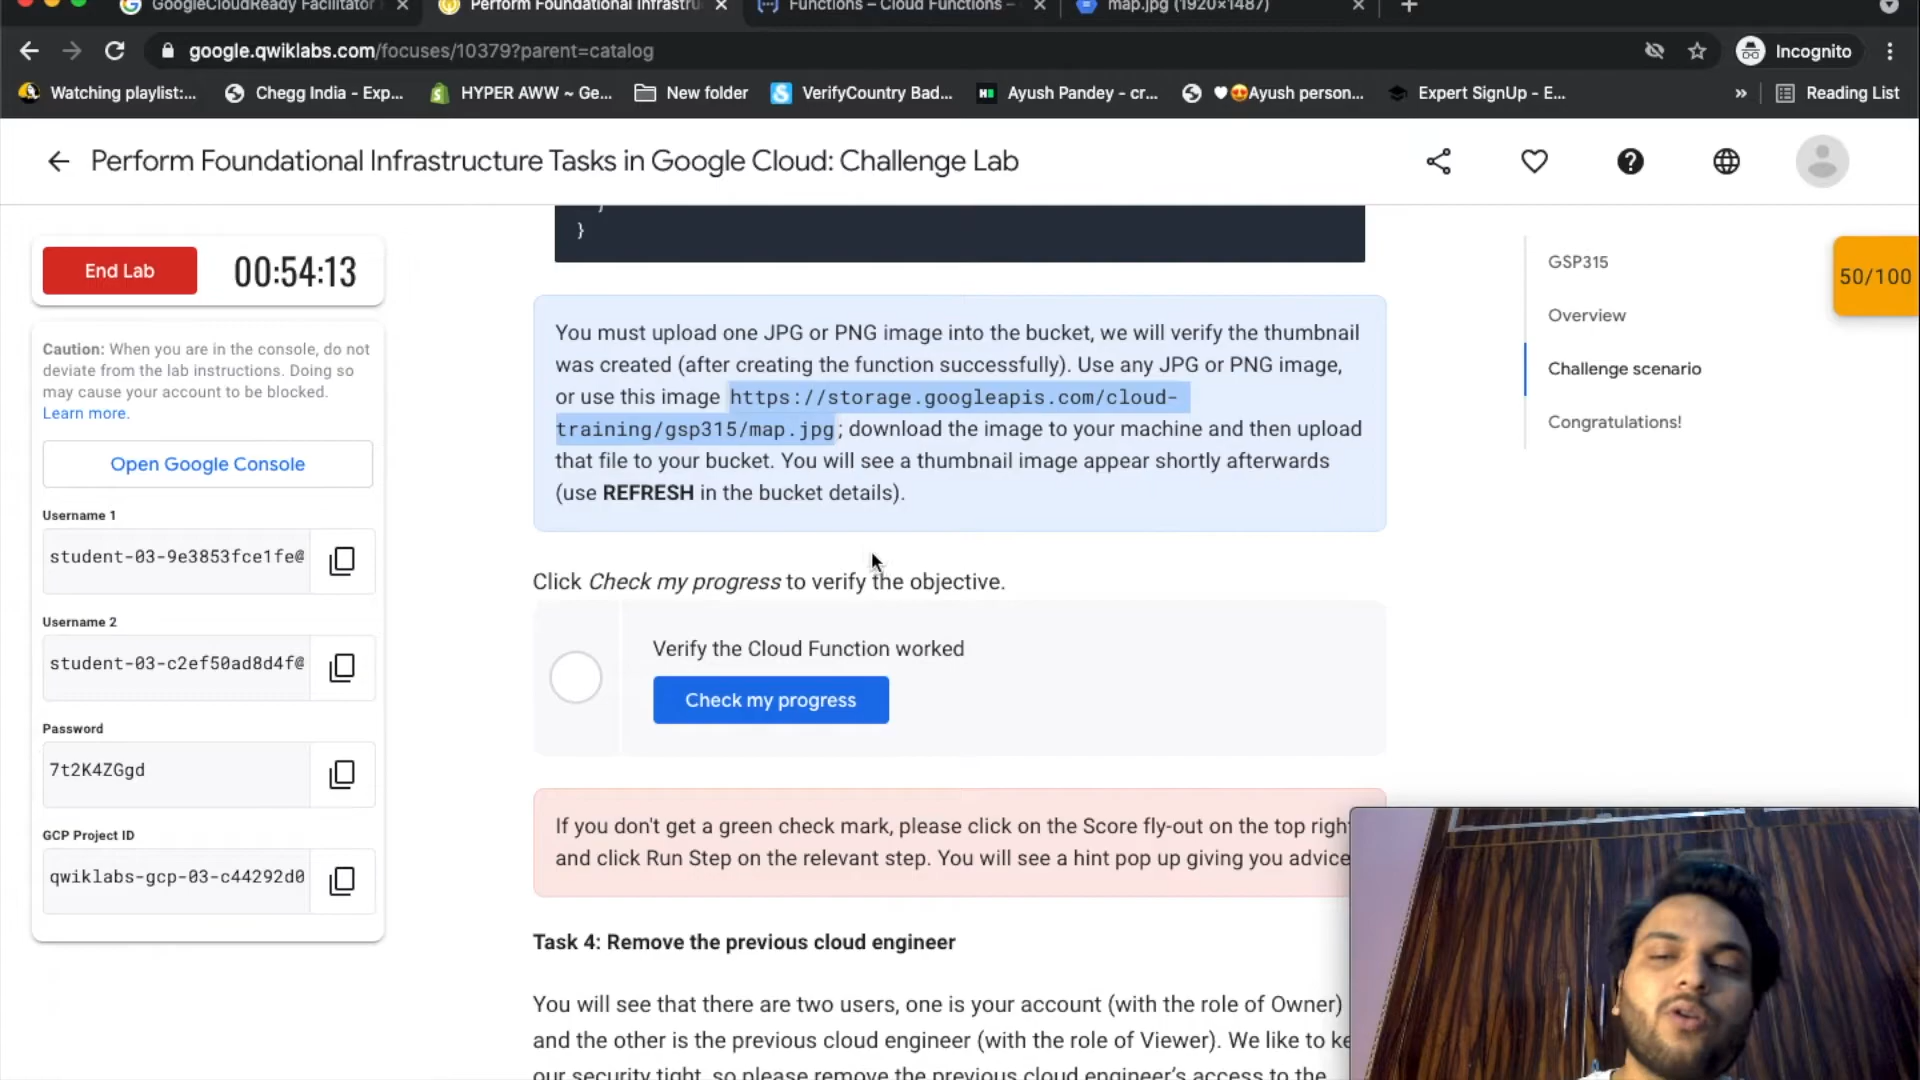 GoogleCloudReady Facilitator
Perform Foundational Infrastru
Functions – Cloud Functions –
map.jpg (1920×1487)
google.qwiklabs.com/focuses/10379?parent=catalog
Incognito
Watching playlist:...
Chegg India - Exp...
HYPER AWW ~ Ge...
New folder
VerifyCountry Bad...
Ayush Pandey - cr...
♥😍Ayush person...
Expert SignUp - E...
»
Reading List
Perform Foundational Infrastructure Tasks in Google Cloud: Challenge Lab
End Lab
00:54:13
Caution: When you are in the console, do not
deviate from the lab instructions. Doing so
may cause your account to be blocked.
Learn more.
Open Google Console
Username 1
student-03-9e3853fce1fe@
Username 2
student-03-c2ef50ad8d4f@
Password
7t2K4ZGgd
GCP Project ID
qwiklabs-gcp-03-c44292d0
}
You must upload one JPG or PNG image into the bucket, we will verify the thumbnail
was created (after creating the function successfully). Use any JPG or PNG image,
or use this image https://storage.googleapis.com/cloud-
training/gsp315/map.jpg; download the image to your machine and then upload
that file to your bucket. You will see a thumbnail image appear shortly afterwards
(use REFRESH in the bucket details).
Click Check my progress to verify the objective.
Verify the Cloud Function worked
Check my progress
If you don't get a green check mark, please click on the Score fly-out on the top righ
and click Run Step on the relevant step. You will see a hint pop up giving you advice
Task 4: Remove the previous cloud engineer
You will see that there are two users, one is your account (with the role of Owner)
and the other is the previous cloud engineer (with the role of Viewer). We like to ke
our security tight, so please remove the previous cloud engineer's access to the
GSP315
Overview
Challenge scenario
Congratulations!
50/100